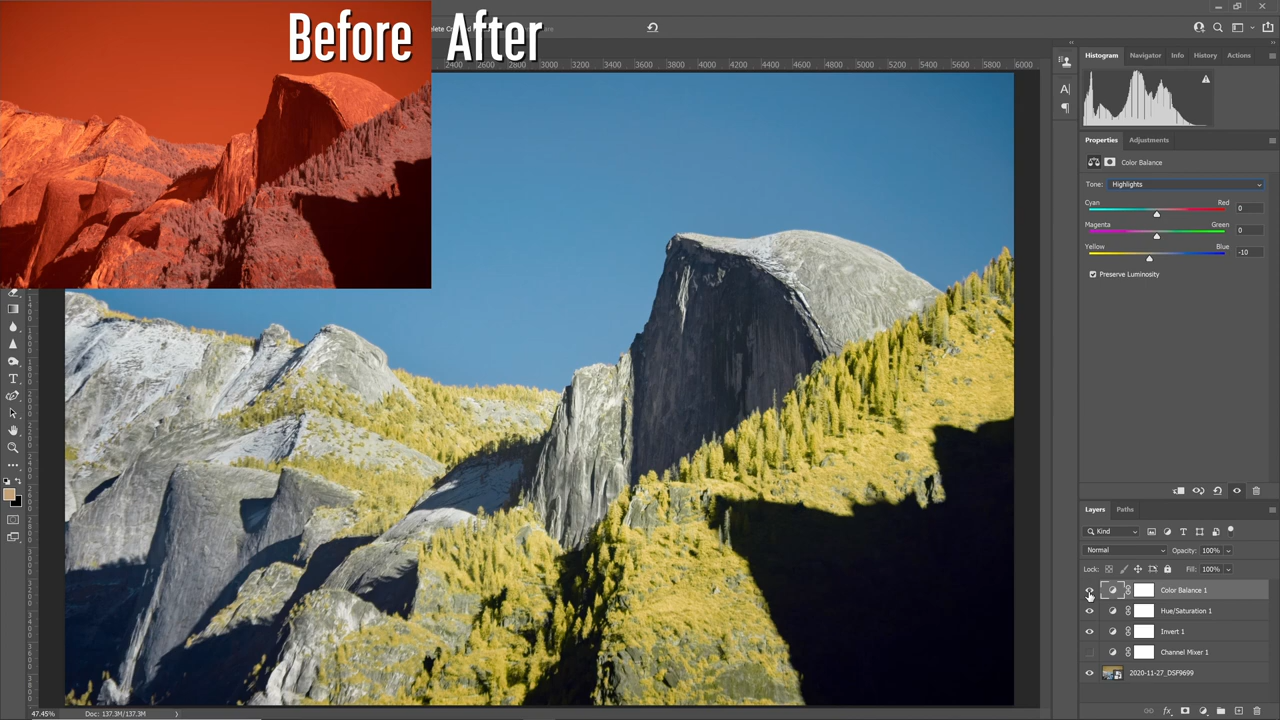 Before After
2400 2600 2800 3000 3200 3400 3600 3800 4000 4200 4400 4600 4800 5000 5200 5400 5600 5800 6000
Histogram Navigator Info History Actions
Properties Adjustments
Color Balance
Tone: Highlights
Cyan Red 0
Magenta Green 0
Yellow Blue -10
Preserve Luminosity
Layers Paths
Kind
Normal Opacity: 100%
Lock: Fill: 100%
Color Balance 1
Hue/Saturation 1
Invert 1
Channel Mixer 1
2020-11-27_DSF9699
47.45% Doc: 137.3M/137.3M